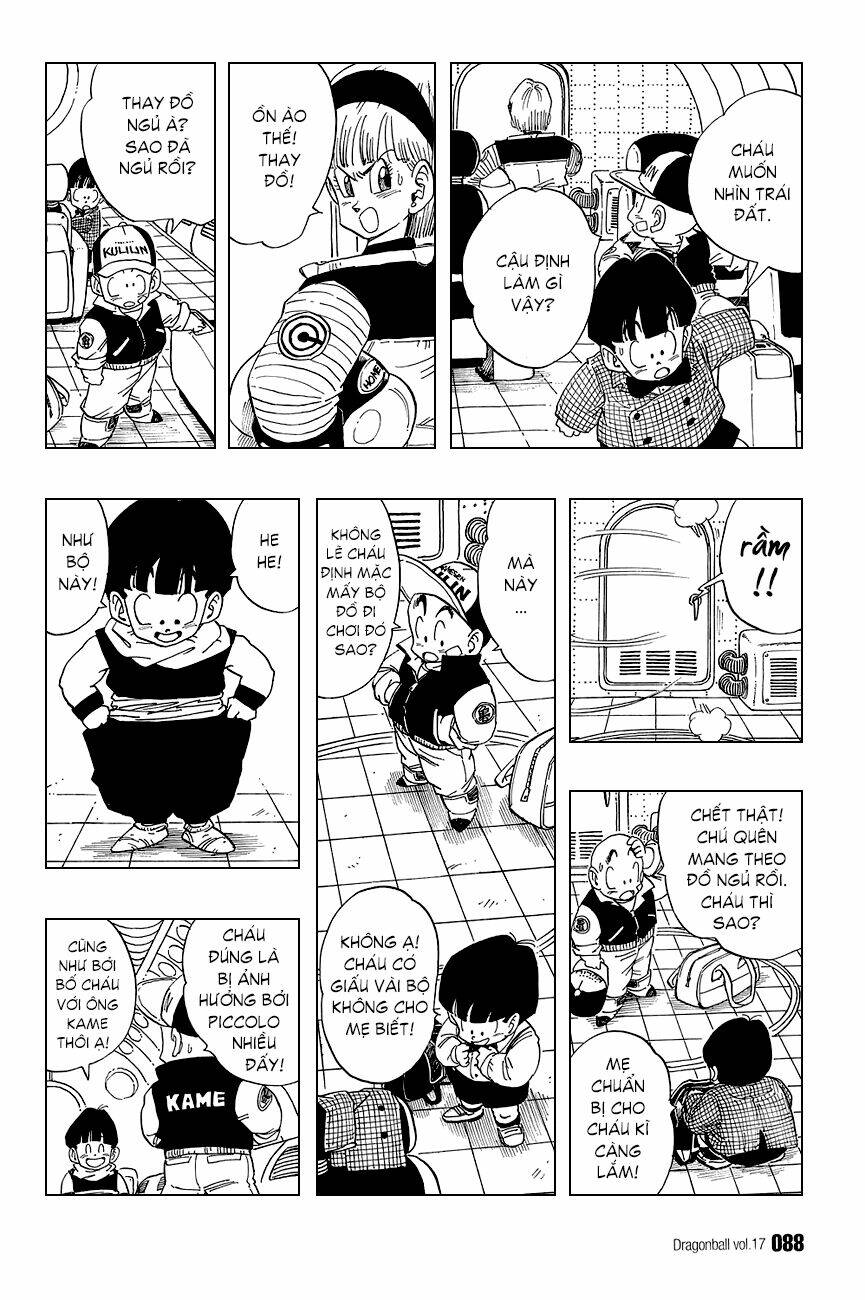 CHÁU
MUỐN
NHÌN TRÁI
ĐẤT.
CẬU ĐỊNH
LÀM GÌ
VẬY?
ỒN ÀO
THẾ!
THAY
ĐỒ!
HOME
THAY ĐỒ
NGỦ À?
SAO ĐÃ
NGỦ RỒI?
KULILIN
rầm
!!
CHẾT THẬT!
CHÚ QUÊN
MANG THEO
ĐỒ NGỦ RỒI.
CHÁU THÌ
SAO?
MẸ
CHUẨN
BỊ CHO
CHÁU KĨ
CÀNG
LẮM!
MÀ
NÀY
...
KHÔNG
LẼ CHÁU
ĐỊNH MẶC
MẤY BỘ
ĐỒ ĐI
CHƠI ĐÓ
SAO?
KHÔNG Ạ!
CHÁU CÓ
GIẤU VÀI BỘ
KHÔNG CHO
MẸ BIẾT!
HE
HE!
NHƯ
BỘ
NÀY!
CHÁU
ĐÚNG LÀ
BỊ ẢNH
HƯỞNG BỞI
PICCOLO
NHIỀU
ĐẤY!
CŨNG
NHƯ BỞI
BỐ CHÁU
VỚI ÔNG
KAME
THÔI Ạ!
KAME
Dragonball vol.17 088